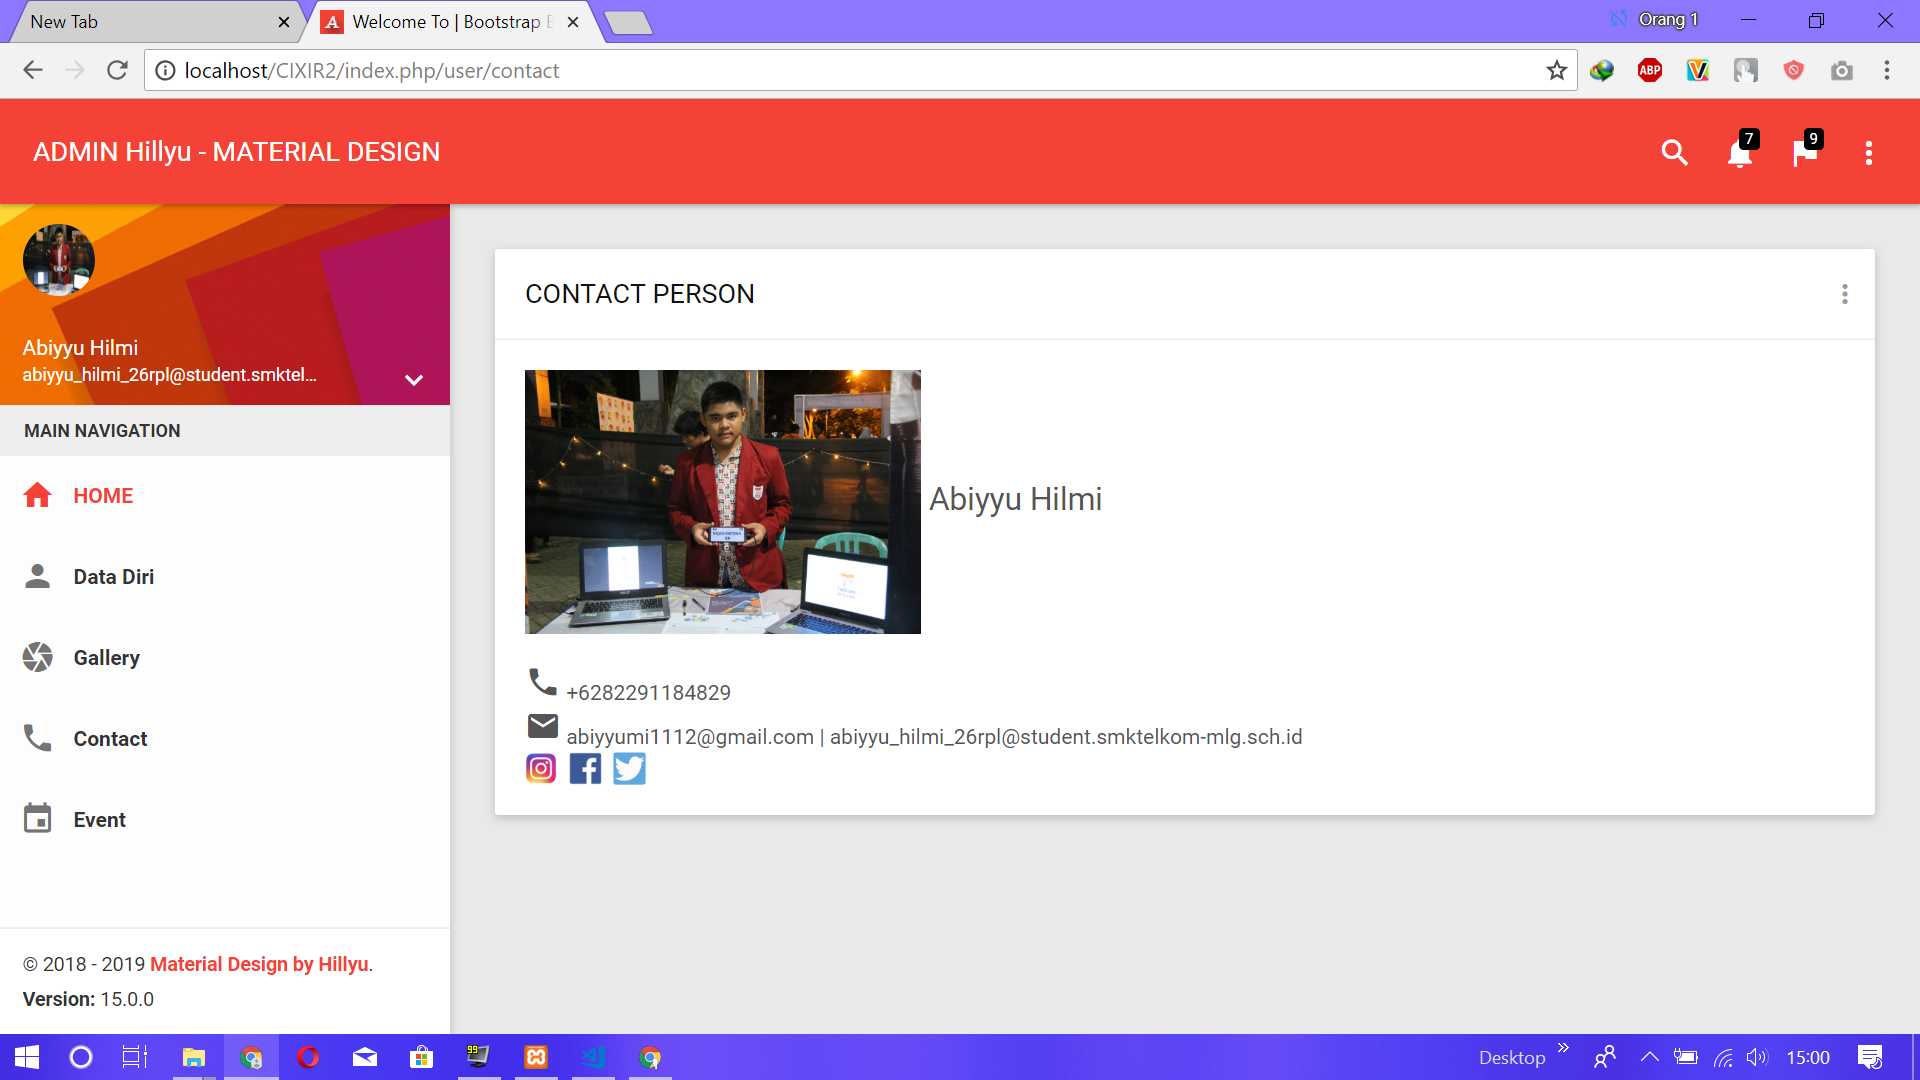 New Tab
Welcome To | Bootstrap B
Orang 1
localhost/CIXIR2/index.php/user/contact
ABP
ADMIN Hillyu - MATERIAL DESIGN
7
9
Abiyyu Hilmi
abiyyu_hilmi_26rpl@student.smktel...
MAIN NAVIGATION
HOME
Data Diri
Gallery
Contact
Event
© 2018 - 2019 Material Design by Hillyu.
Version: 15.0.0
CONTACT PERSON
Abiyyu Hilmi
+6282291184829
abiyyumi1112@gmail.com | abiyyu_hilmi_26rpl@student.smktelkom-mlg.sch.id
99
Desktop
15:00